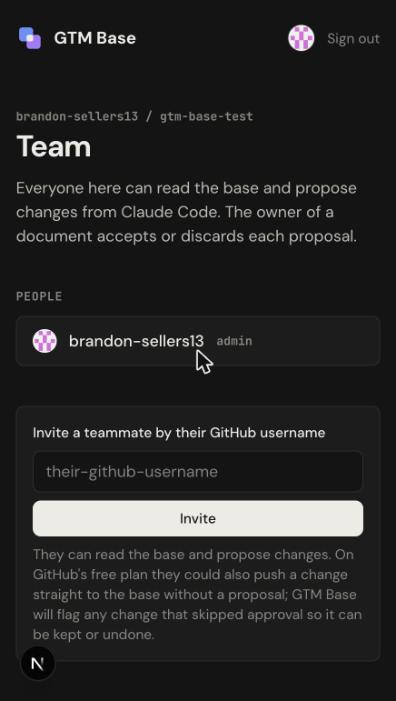 GTM Base
Sign out
brandon-sellers13 / gtm-base-test
Team
Everyone here can read the base and propose
changes from Claude Code. The owner of a
document accepts or discards each proposal.
PEOPLE
brandon-sellers13 admin
Invite a teammate by their GitHub username
their-github-username
Invite
They can read the base and propose changes. On
GitHub's free plan they could also push a change
straight to the base without a proposal; GTM Base
will flag any change that skipped approval so it can
be kept or undone.
N